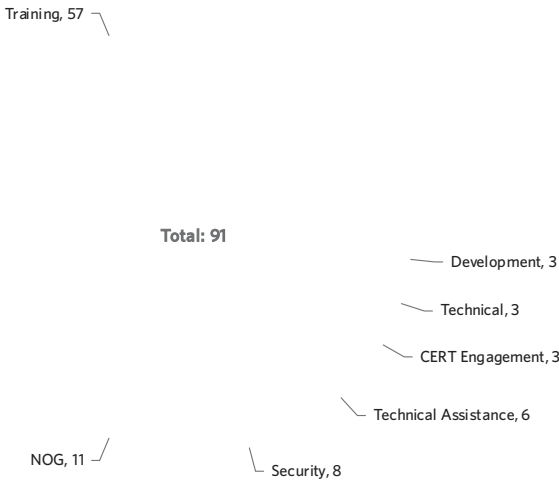 Training, 57
Total: 91
Development, 3
Technical, 3
CERT Engagement, 3
Technical Assistance, 6
NOG, 11
Security, 8